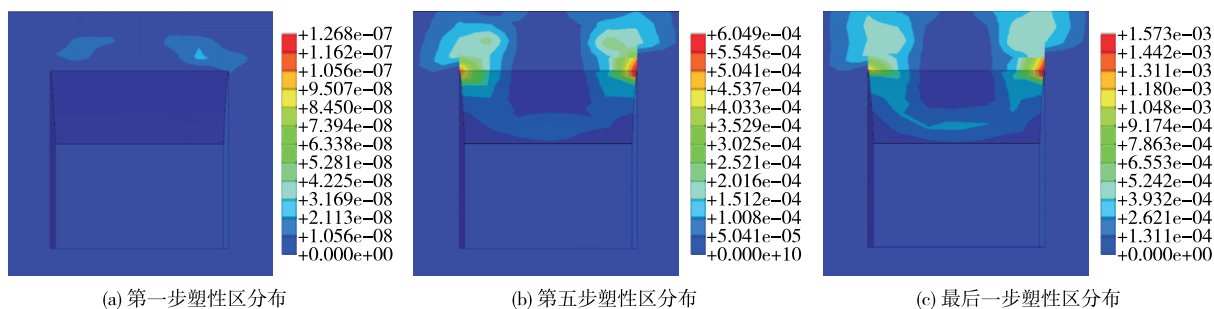 +1.268e−07
+1.162e−07
+1.056e−07
+9.507e−08
+8.450e−08
+7.394e−08
+6.338e−08
+5.281e−08
+4.225e−08
+3.169e−08
+2.113e−08
+1.056e−08
+0.000e+00
(a) 第一步塑性区分布
+6.049e−04
+5.545e−04
+5.041e−04
+4.537e−04
+4.033e−04
+3.529e−04
+3.025e−04
+2.521e−04
+2.016e−04
+1.512e−04
+1.008e−04
+5.041e−05
+0.000e+10
(b) 第五步塑性区分布
+1.573e−03
+1.442e−03
+1.311e−03
+1.180e−03
+1.048e−03
+9.174e−04
+7.863e−04
+6.553e−04
+5.242e−04
+3.932e−04
+2.621e−04
+1.311e−04
+0.000e+00
(c) 最后一步塑性区分布